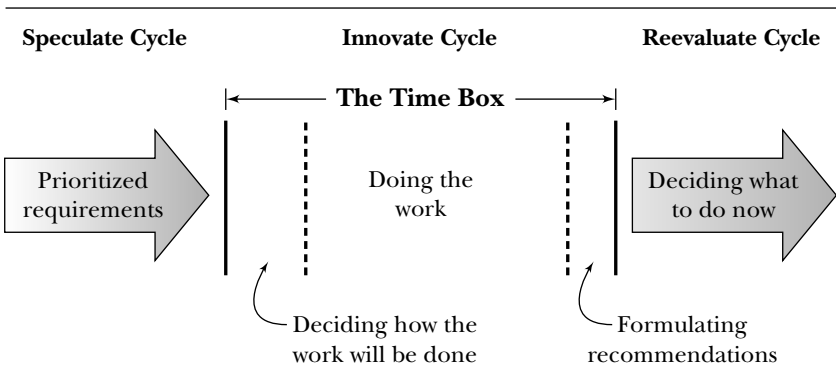 Speculate Cycle
Innovate Cycle
Reevaluate Cycle
The Time Box
Prioritized
requirements
Doing the
work
Deciding what
to do now
Deciding how the
work will be done
Formulating
recommendations